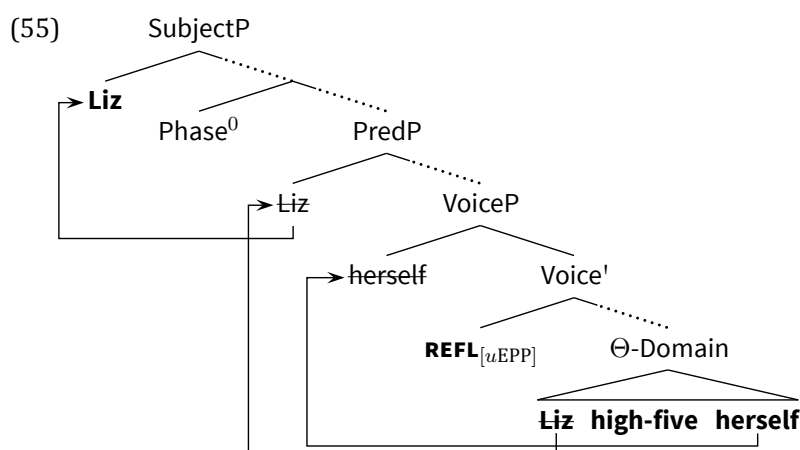 (55) SubjectP
Liz
Phase⁰ PredP
Liz VoiceP
herself Voice'
REFL[uEPP] Θ-Domain
Liz high-five herself